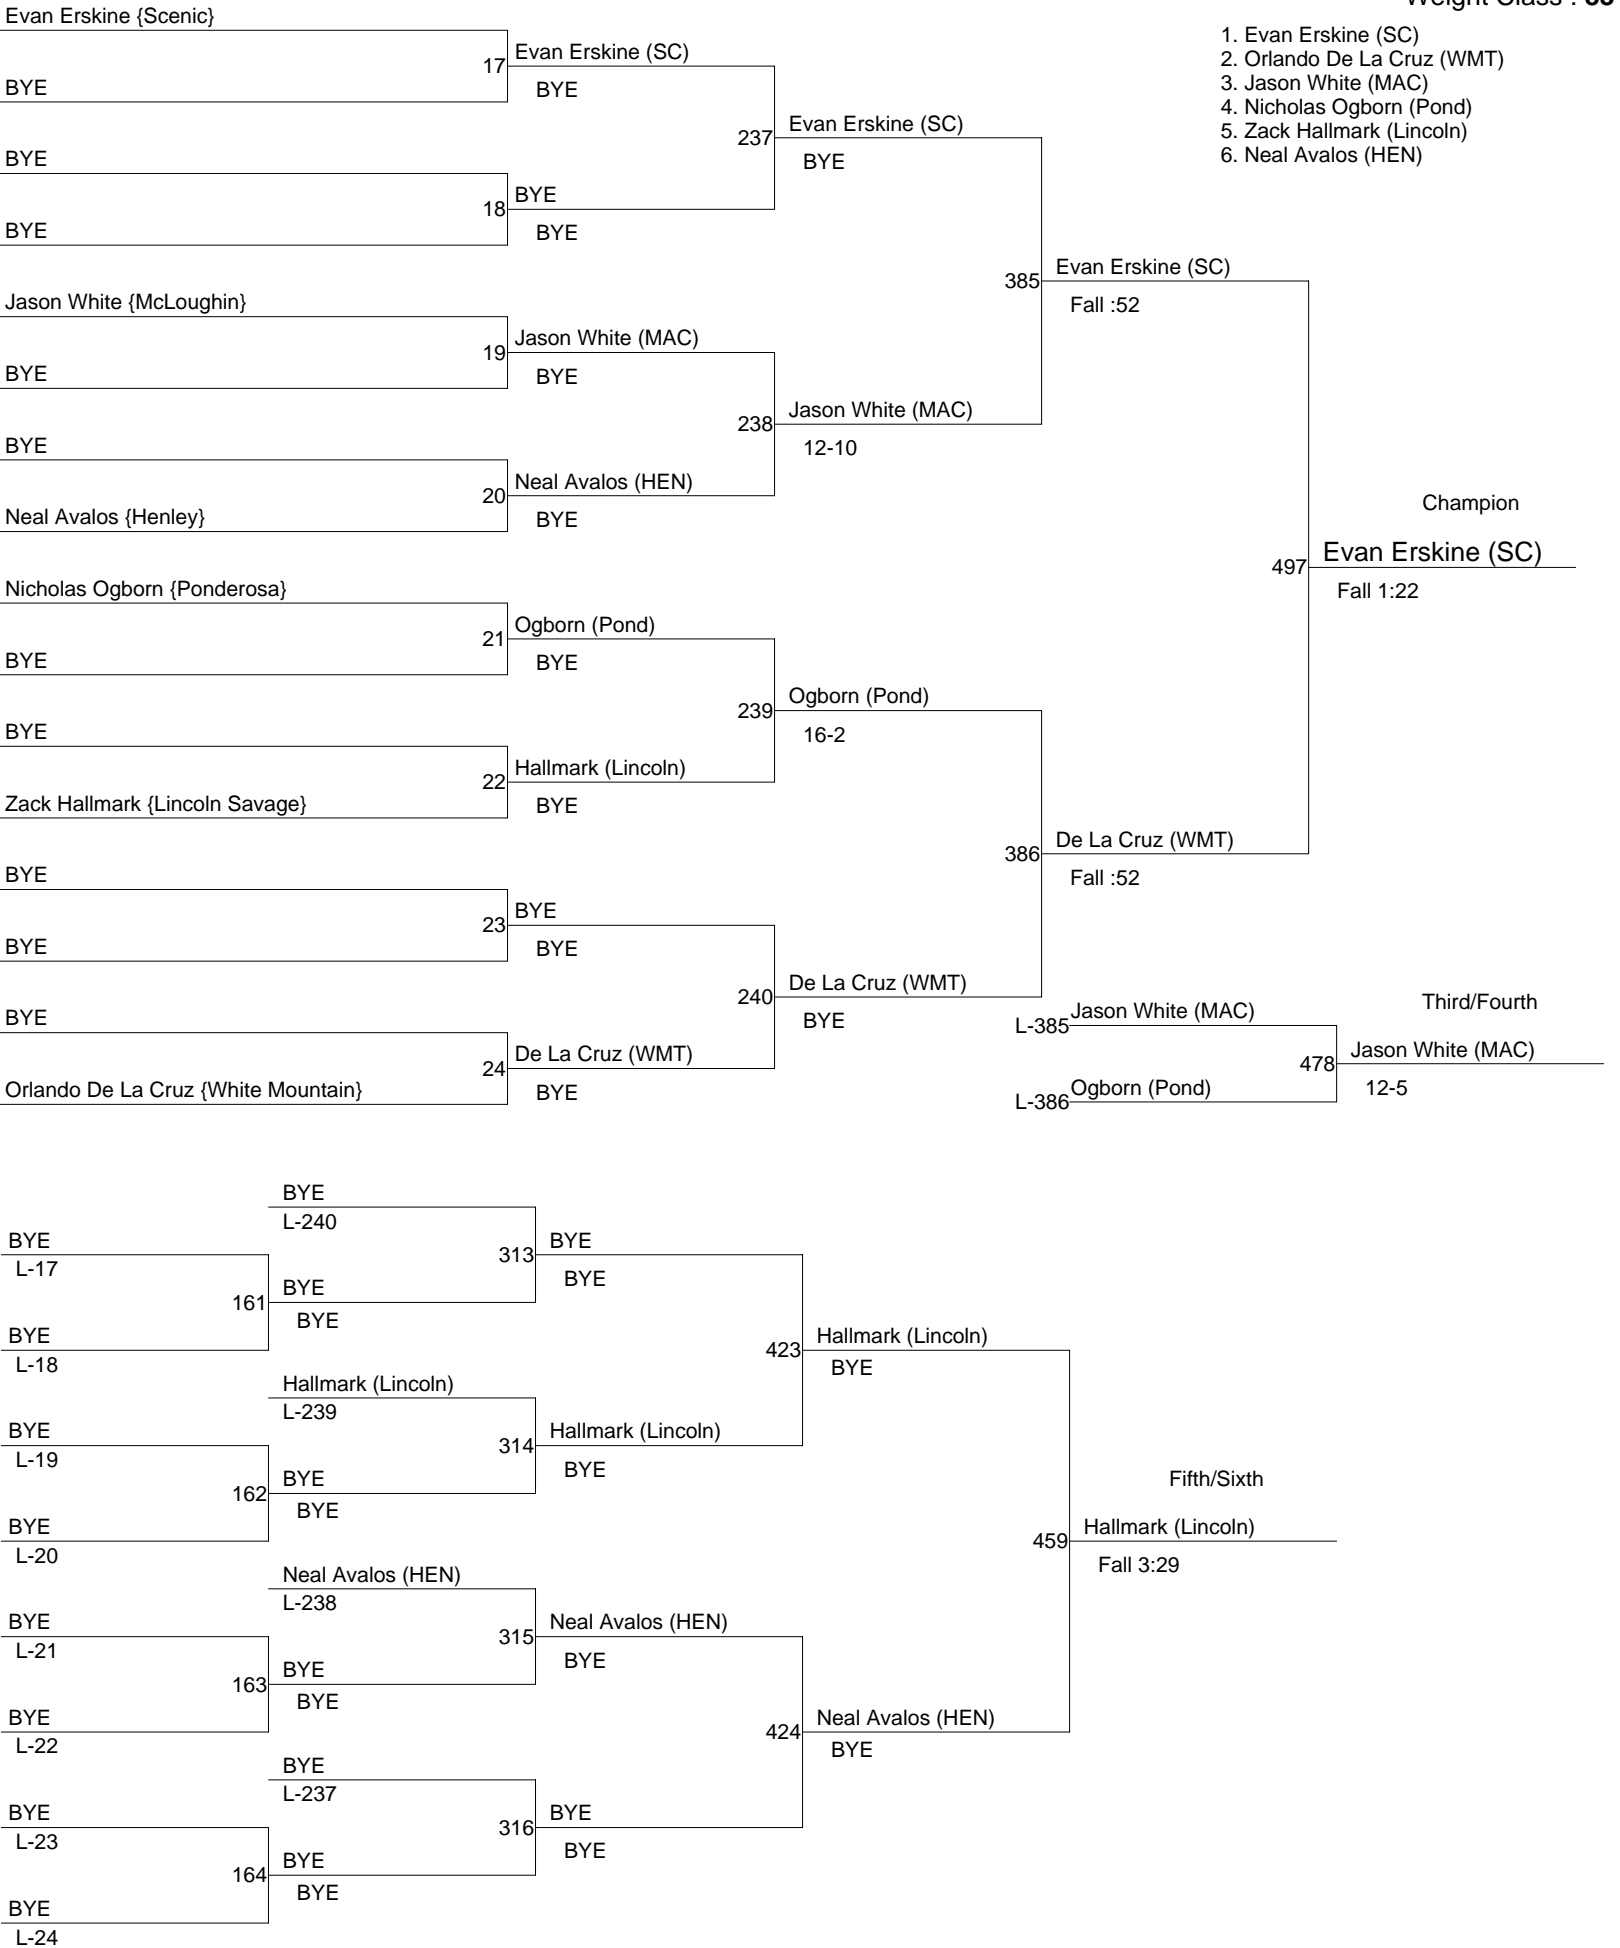 Weight Class :
1. Evan Erskine (SC)
2. Orlando De La Cruz (WMT)
3. Jason White (MAC)
4. Nicholas Ogborn (Pond)
5. Zack Hallmark (Lincoln)
6. Neal Avalos (HEN)
Evan Erskine {Scenic}
BYE
BYE
BYE
Jason White {McLoughin}
BYE
BYE
Neal Avalos {Henley}
Nicholas Ogborn {Ponderosa}
BYE
BYE
Zack Hallmark {Lincoln Savage}
BYE
BYE
BYE
Orlando De La Cruz {White Mountain}
17
Evan Erskine (SC)
BYE
18
BYE
BYE
19
Jason White (MAC)
BYE
20
Neal Avalos (HEN)
BYE
21
Ogborn (Pond)
BYE
22
Hallmark (Lincoln)
BYE
23
BYE
BYE
24
De La Cruz (WMT)
BYE
237
Evan Erskine (SC)
BYE
238
Jason White (MAC)
12-10
239
Ogborn (Pond)
16-2
240
De La Cruz (WMT)
BYE
385
Evan Erskine (SC)
Fall :52
386
De La Cruz (WMT)
Fall :52
Champion
497
Evan Erskine (SC)
Fall 1:22
Third/Fourth
L-385
Jason White (MAC)
L-386
Ogborn (Pond)
478
Jason White (MAC)
12-5
BYE
L-17
BYE
L-18
BYE
L-19
BYE
L-20
BYE
L-21
BYE
L-22
BYE
L-23
BYE
L-24
BYE
L-240
161
BYE
BYE
Hallmark (Lincoln)
L-239
162
BYE
BYE
Neal Avalos (HEN)
L-238
163
BYE
BYE
BYE
L-237
164
BYE
BYE
313
BYE
BYE
314
Hallmark (Lincoln)
BYE
315
Neal Avalos (HEN)
BYE
316
BYE
BYE
423
Hallmark (Lincoln)
BYE
424
Neal Avalos (HEN)
BYE
Fifth/Sixth
459
Hallmark (Lincoln)
Fall 3:29